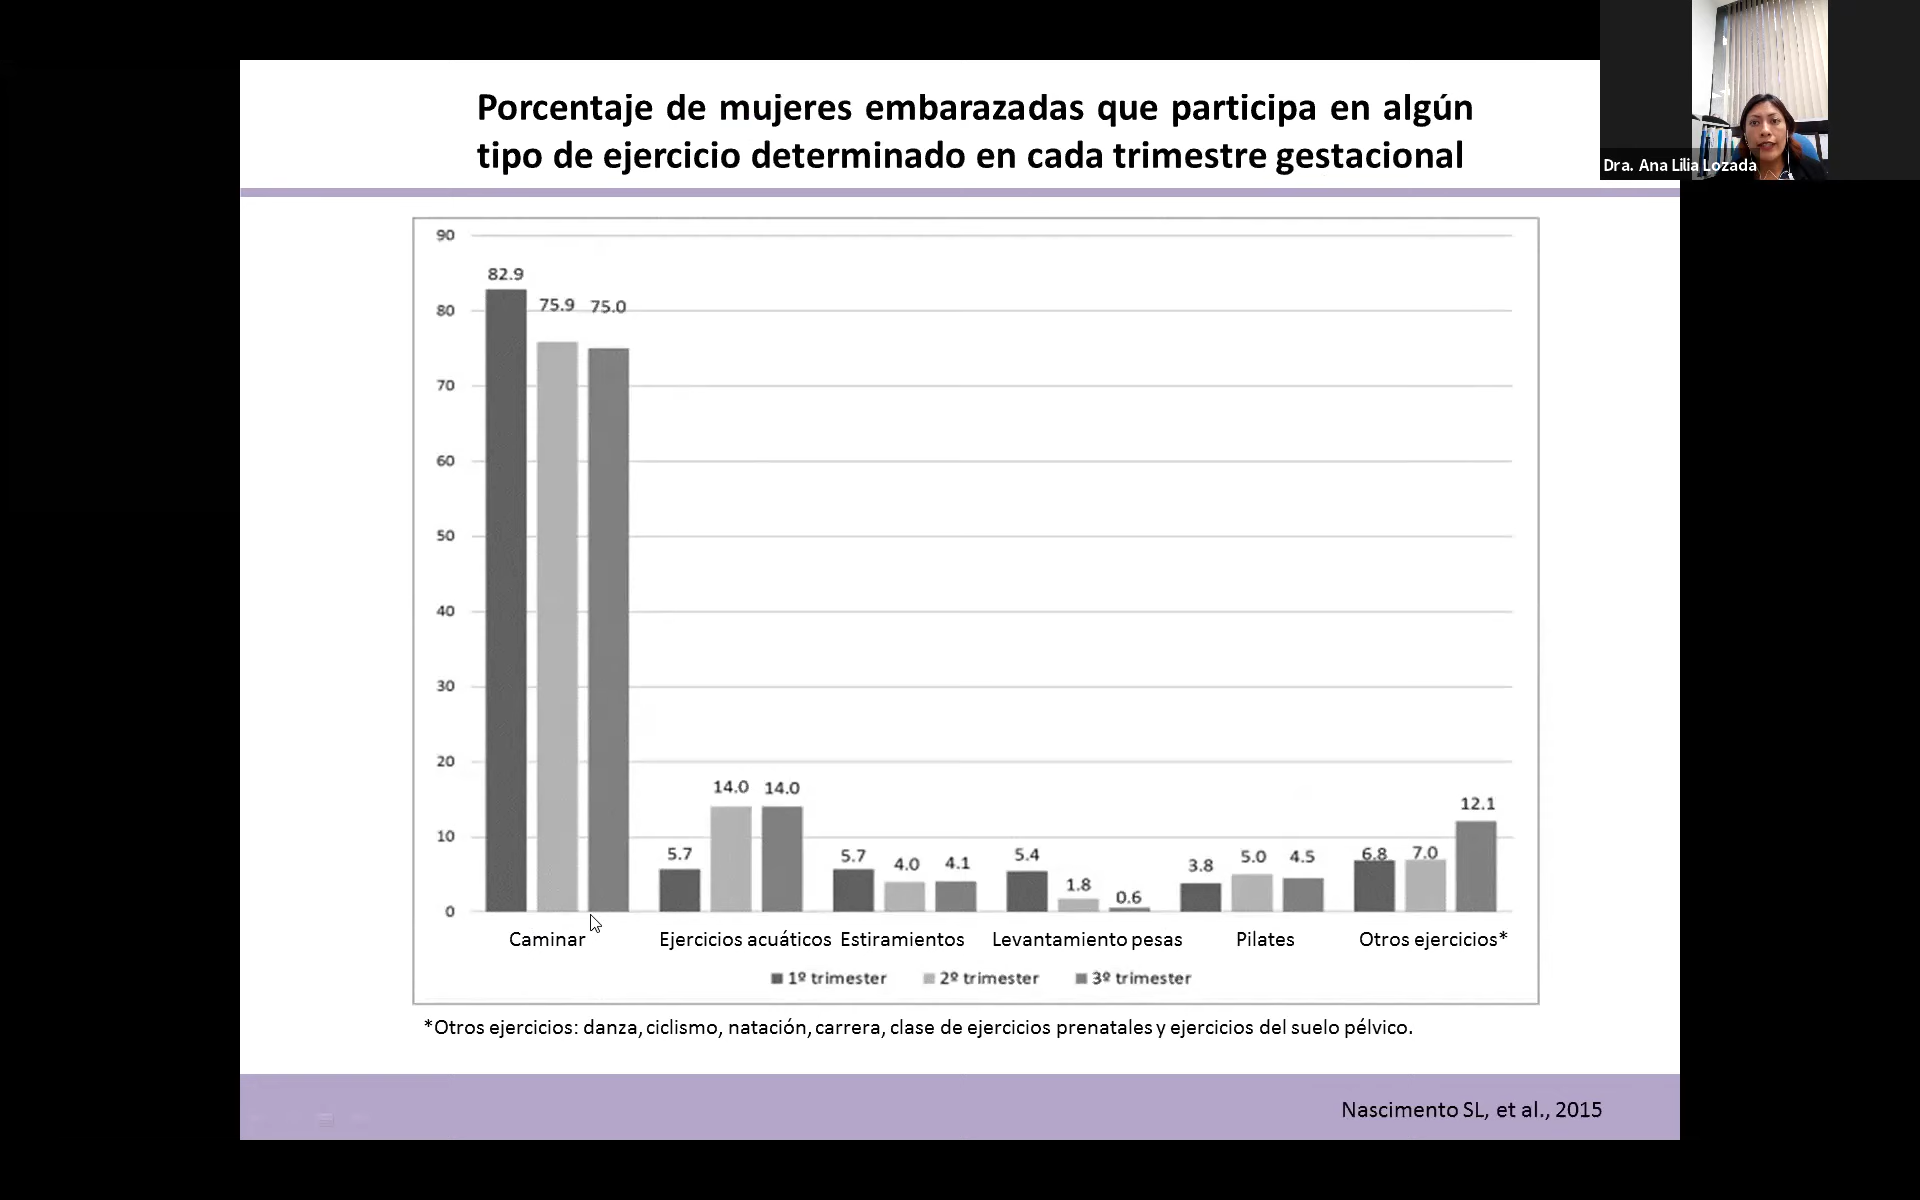 Porcentaje de mujeres embarazadas que participa en algún
tipo de ejercicio determinado en cada trimestre gestacional
Dra. Ana Lilia Lozada
90
80
70
60
50
40
30
20
10
0
82.9 75.9 75.0
5.7 14.0 14.0
5.7 4.0 4.1
5.4 1.8 0.6
3.8 5.0 4.5
6.8 7.0 12.1
Caminar Ejercicios acuáticos Estiramientos Levantamiento pesas Pilates Otros ejercicios*
1º trimester 2º trimester 3º trimester
*Otros ejercicios: danza, ciclismo, natación, carrera, clase de ejercicios prenatales y ejercicios del suelo pélvico.
Nascimento SL, et al., 2015